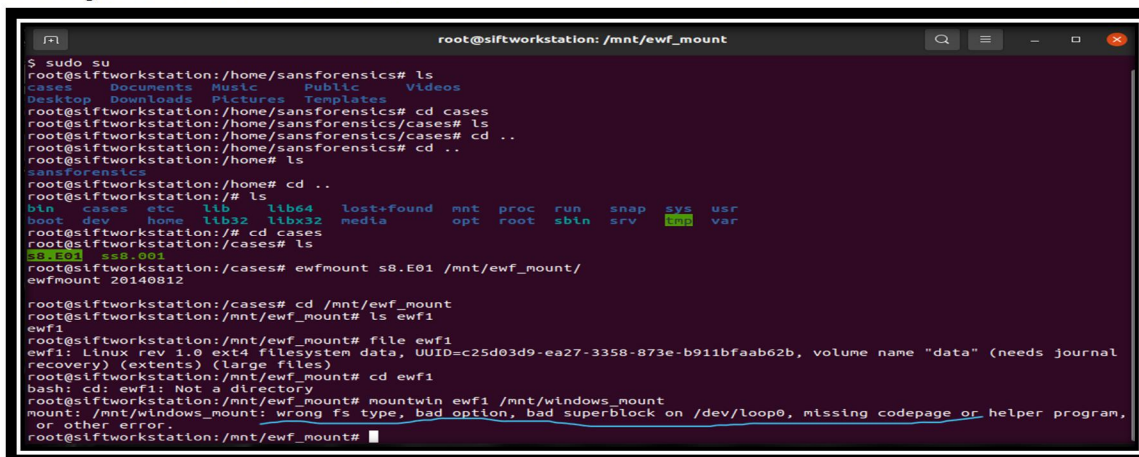 root@siftworkstation: /mnt/ewf_mount
$ sudo su
root@siftworkstation:/home/sansforensics# ls
cases Documents Music Public Videos
Desktop Downloads Pictures Templates
root@siftworkstation:/home/sansforensics# cd cases
root@siftworkstation:/home/sansforensics/cases# ls
root@siftworkstation:/home/sansforensics/cases# cd ..
root@siftworkstation:/home/sansforensics# cd ..
root@siftworkstation:/home# ls
sansforensics
root@siftworkstation:/home# cd ..
root@siftworkstation:/# ls
bin cases etc lib lib64 lost+found mnt proc run snap sys usr
boot dev home lib32 libx32 media opt root sbin srv tmp var
root@siftworkstation:/# cd cases
root@siftworkstation:/cases# ls
s8.E01 ss8.001
root@siftworkstation:/cases# ewfmount s8.E01 /mnt/ewf_mount/
ewfmount 20140812
root@siftworkstation:/cases# cd /mnt/ewf_mount
root@siftworkstation:/mnt/ewf_mount# ls ewf1
ewf1
root@siftworkstation:/mnt/ewf_mount# file ewf1
ewf1: Linux rev 1.0 ext4 filesystem data, UUID=c25d03d9-ea27-3358-873e-b911bfaab62b, volume name "data" (needs journal
recovery) (extents) (large files)
root@siftworkstation:/mnt/ewf_mount# cd ewf1
bash: cd: ewf1: Not a directory
root@siftworkstation:/mnt/ewf_mount# mountwin ewf1 /mnt/windows_mount
mount: /mnt/windows_mount: wrong fs type, bad option, bad superblock on /dev/loop0, missing codepage or helper program,
or other error.
root@siftworkstation:/mnt/ewf_mount#